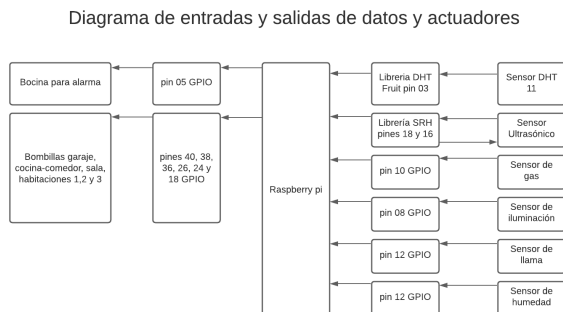 Diagrama de entradas y salidas de datos y actuadores
Bocina para alarma
pin 05 GPIO
Libreria DHT
Fruit pin 03
Sensor DHT
11
Librería SRH
pines 18 y 16
Sensor
Ultrasónico
Bombillas garaje,
cocina-comedor, sala,
habitaciones 1,2 y 3
pines 40, 38,
36, 26, 24 y
18 GPIO
Raspberry pi
pin 10 GPIO
Sensor de
gas
pin 08 GPIO
Sensor de
iluminación
pin 12 GPIO
Sensor de
llama
pin 12 GPIO
Sensor de
humedad